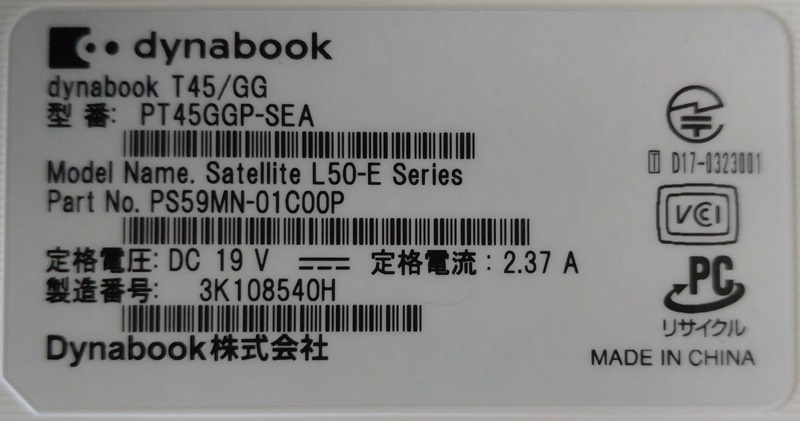 dynabook
dynabook T45/GG
型 番: PT45GGP-SEA
Model Name. Satellite L50-E Series
Part No. PS59MN-01C00P
定格電圧: DC 19 V 定格電流 : 2.37 A
製造番号: 3K108540H
Dynabook株式会社
T D17-0323001
VCCI
PC
リサイクル
MADE IN CHINA